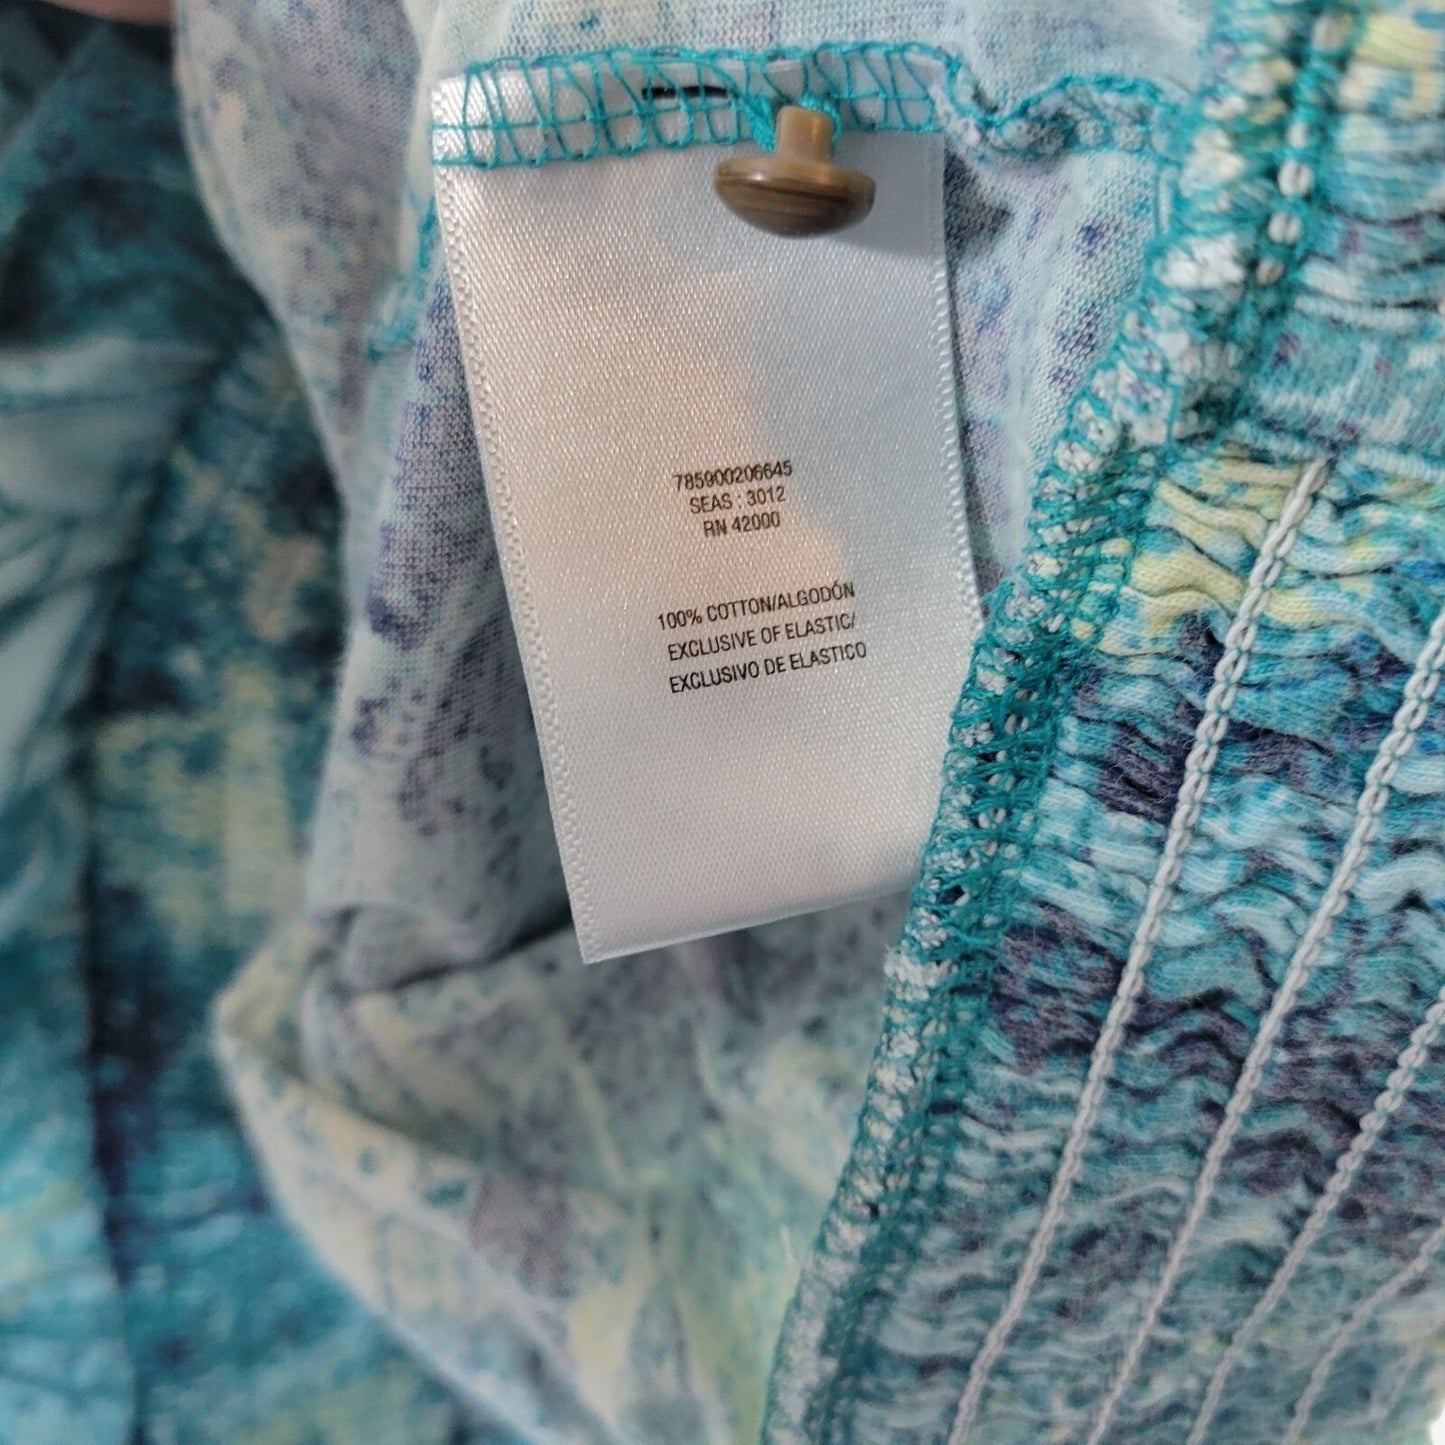 785900206645
SEAS : 3012
RN 42000
100% COTTON/ALGODÓN
EXCLUSIVE OF ELASTIC/
EXCLUSIVO DE ELASTICO